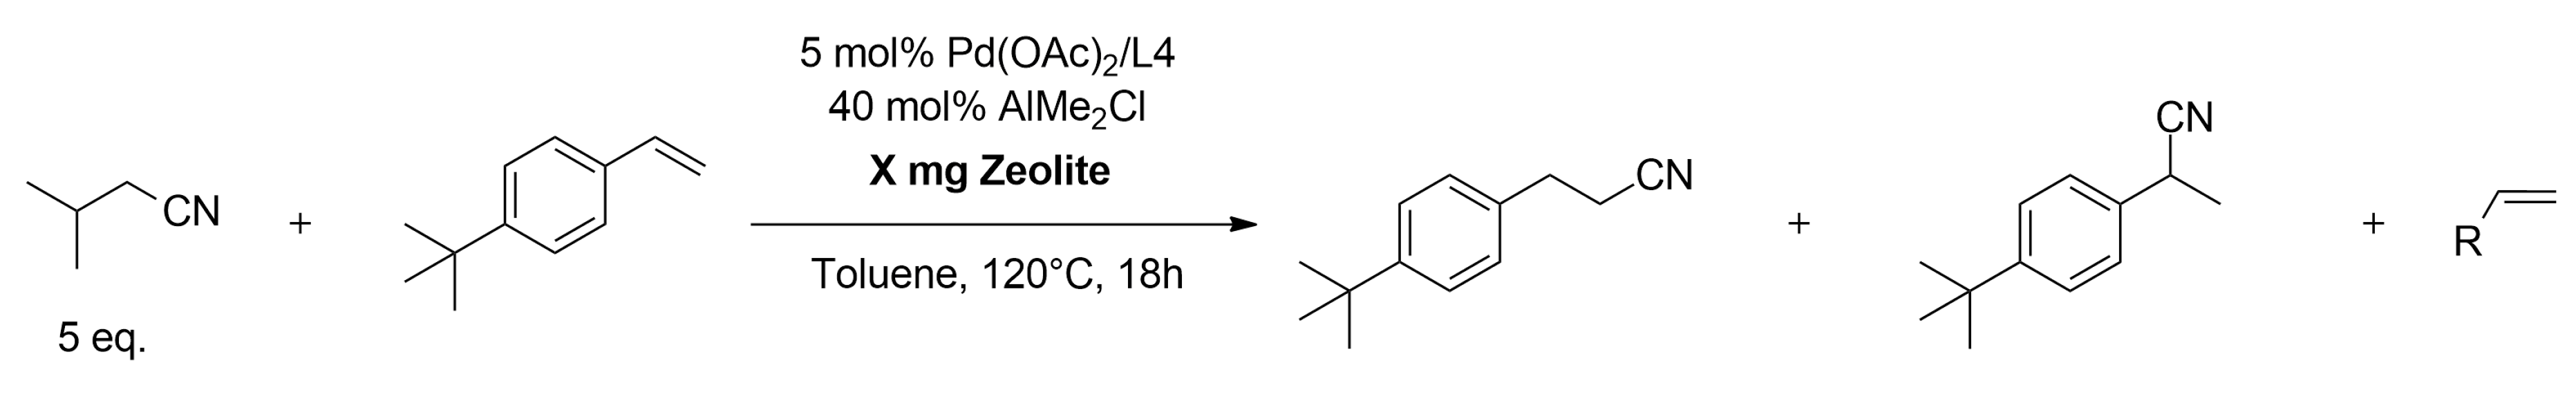 CN
5 eq.
+
5 mol% Pd(OAc)2/L4
40 mol% AlMe2Cl
X mg Zeolite
Toluene, 120°C, 18h
CN
+
CN
+
R